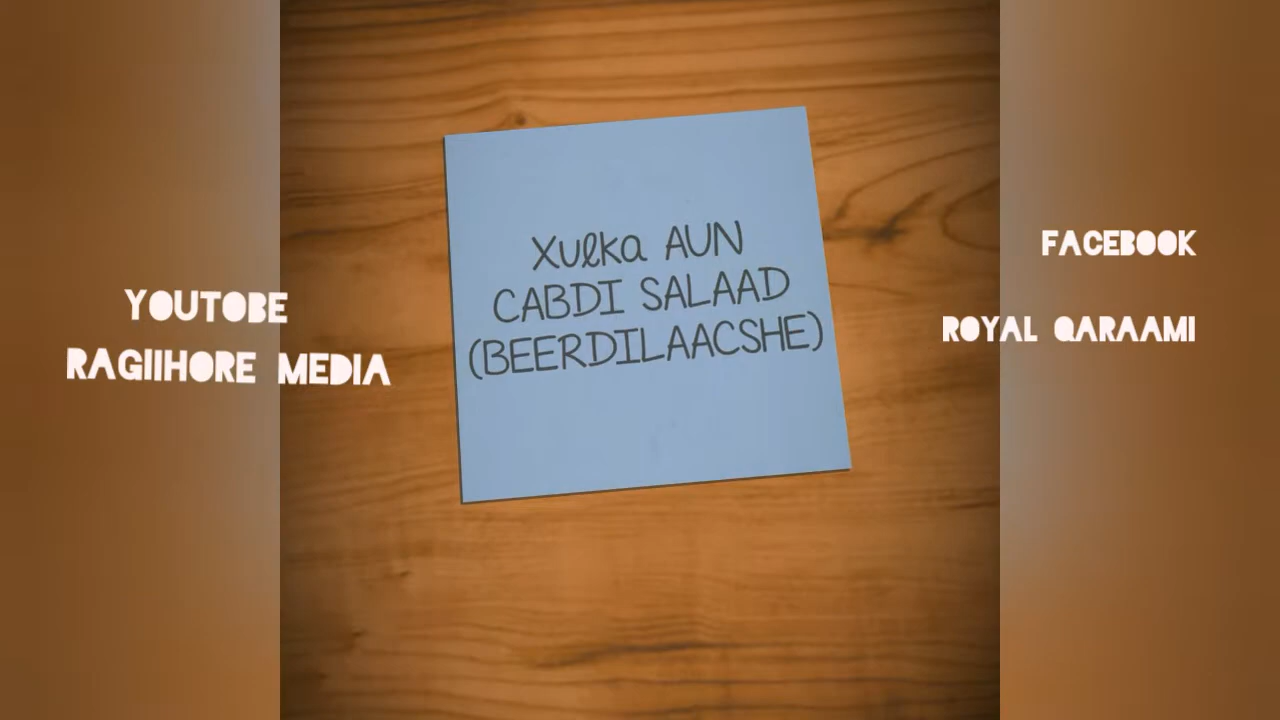 YOUTOBE
RAGIIHORE MEDIA
Xulka AUN
CABDI SALAAD
(BEERDILAACSHE)
FACEBOOK
ROYAL QARAAMI